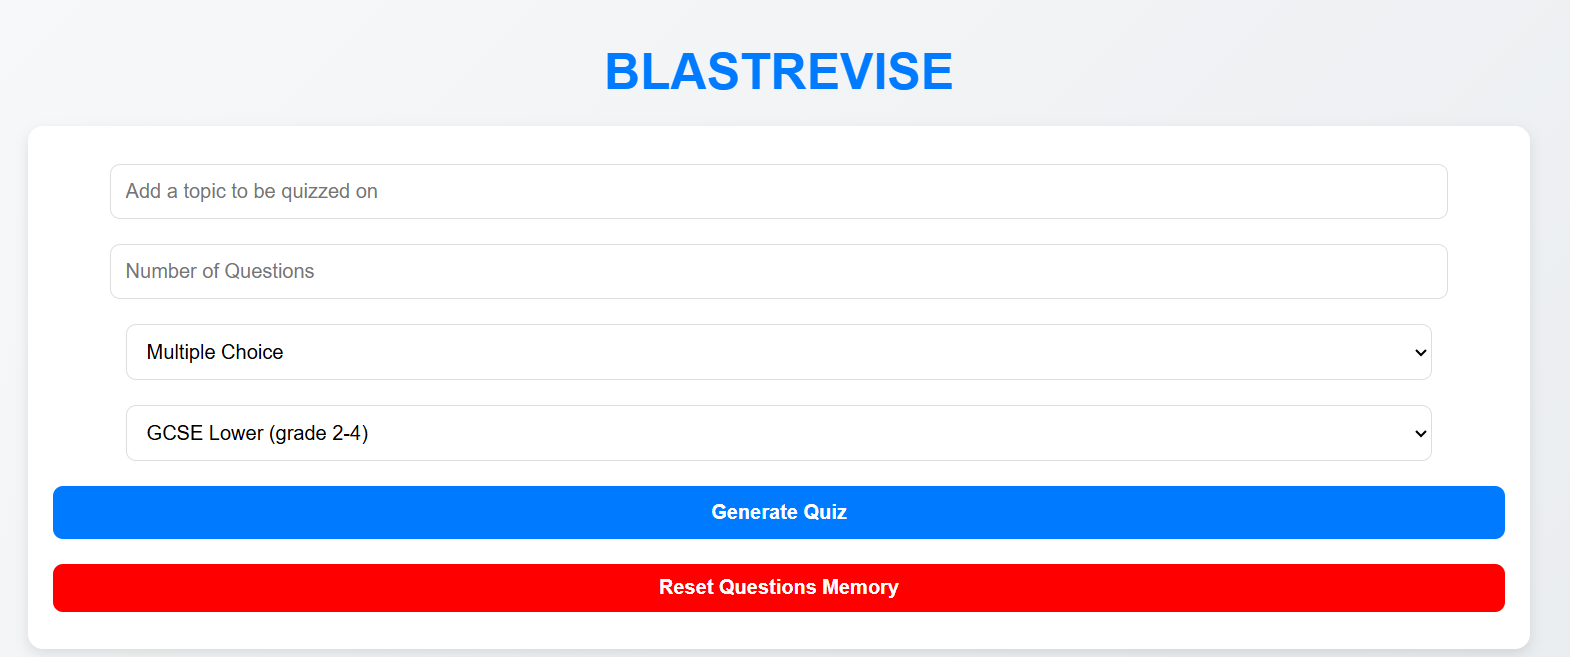 BLASTREVISE
Add a topic to be quizzed on
Number of Questions
Multiple Choice
GCSE Lower (grade 2-4)
Generate Quiz
Reset Questions Memory